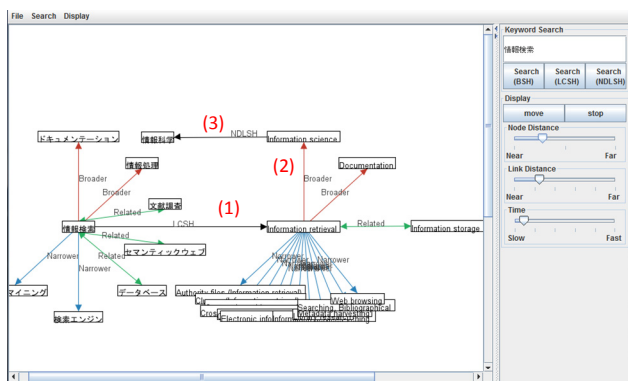 File Search Display
Keyword Search
情報検索
Search (BSH)
Search (LCSH)
Search (NDLSH)
Display
move
stop
Node Distance
Near
Far
Link Distance
Near
Far
Time
Slow
Fast
(3)
ドキュメンテーション
情報科学
NDLSH
Information science
(2)
情報処理
Documentation
Broader
Broader
Broader
Broader
文献調査
Related
(1)
LCSH
情報検索
Information retrieval
Related
Information storage
Related
セマンティックウェブ
Narrower
Narrower
Related
Narrower
マイニング
データベース
検索エンジン
Authority files (Information retrieval)
Web browsing
Searching
Bibliographical
Metadata harvesting
Cros
Electronic info